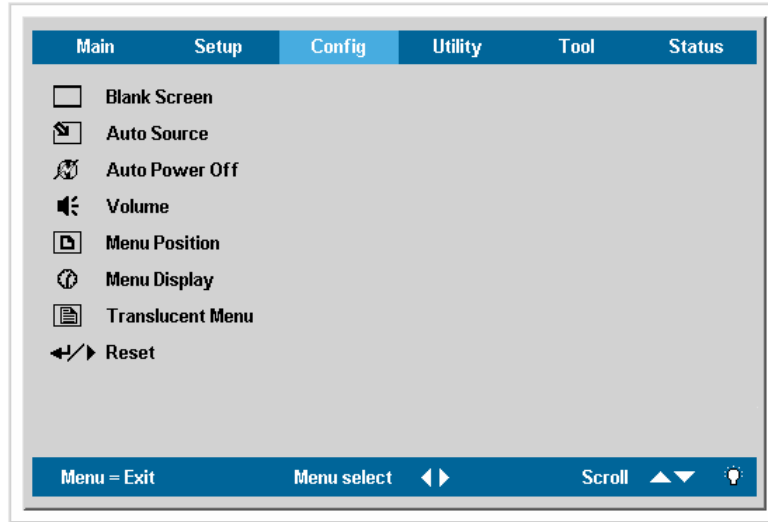 Main Setup Config Utility Tool Status
Blank Screen
Auto Source
Auto Power Off
Volume
Menu Position
Menu Display
Translucent Menu
Reset
Menu = Exit Menu select Scroll